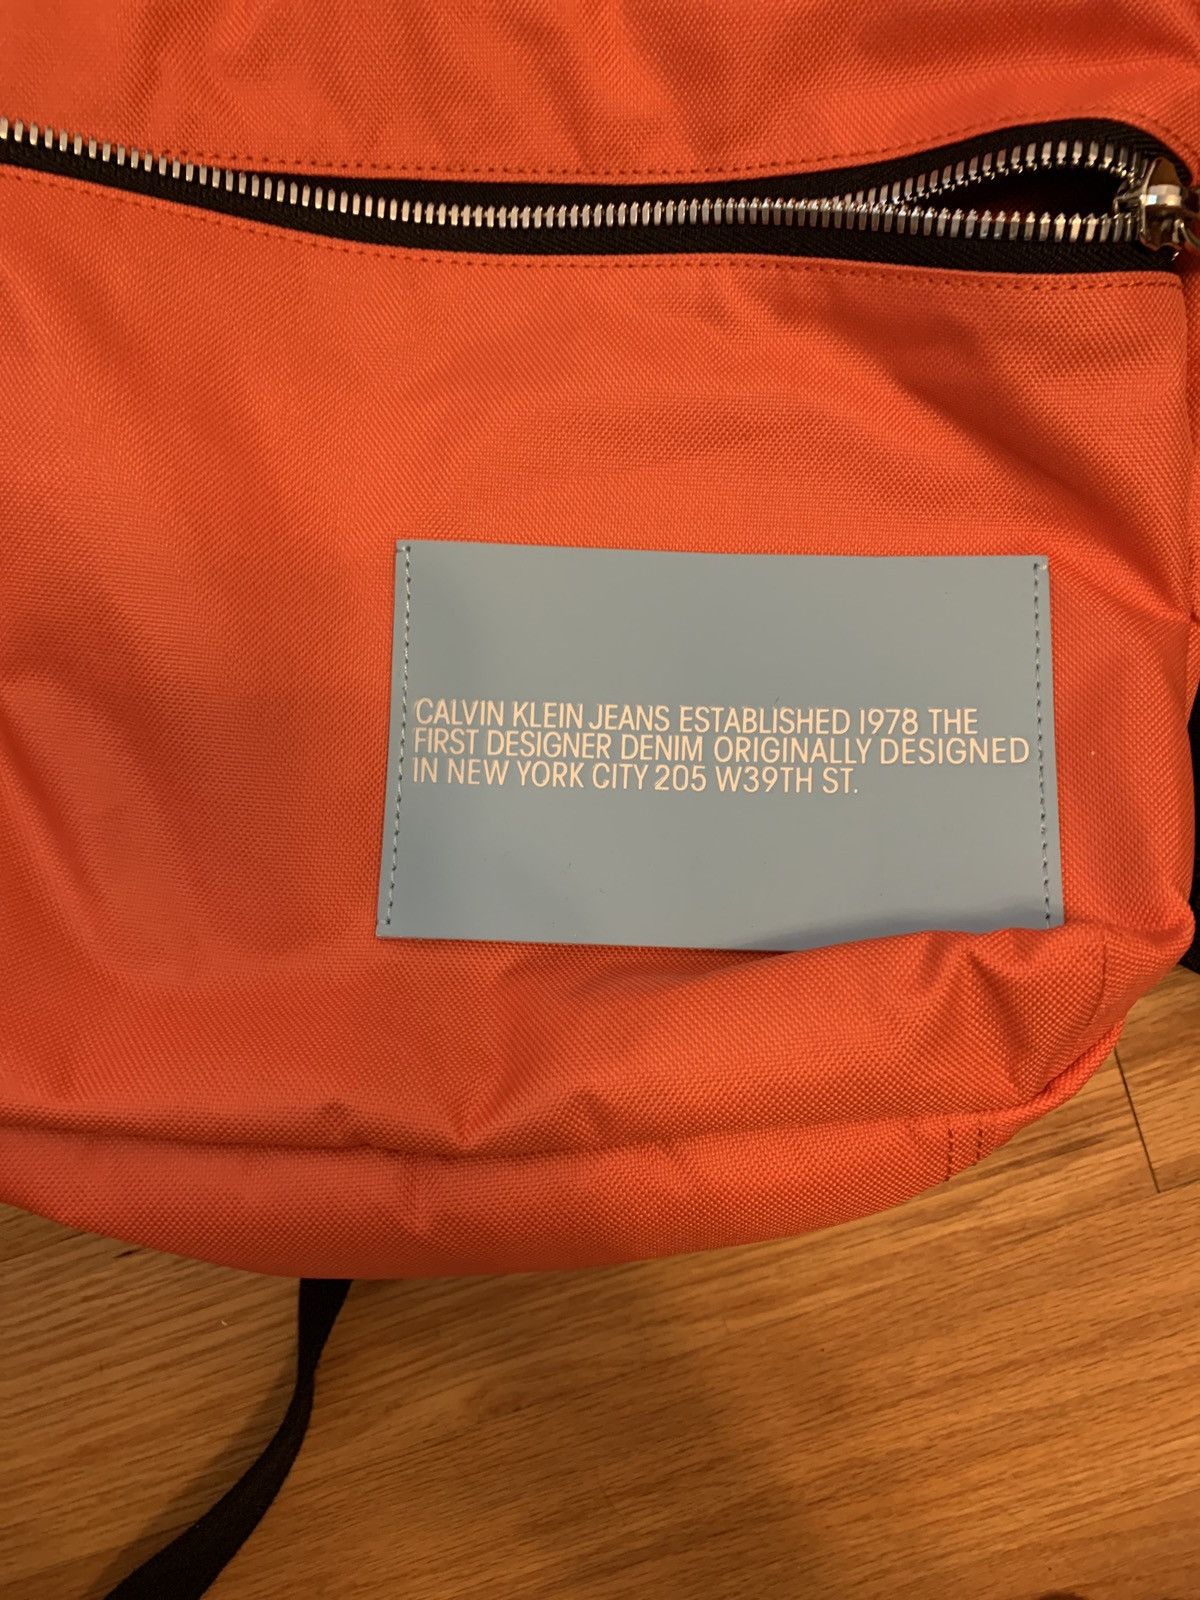 CALVIN KLEIN JEANS ESTABLISHED 1978 THE
FIRST DESIGNER DENIM ORIGINALLY DESIGNED
IN NEW YORK CITY 205 W39TH ST.